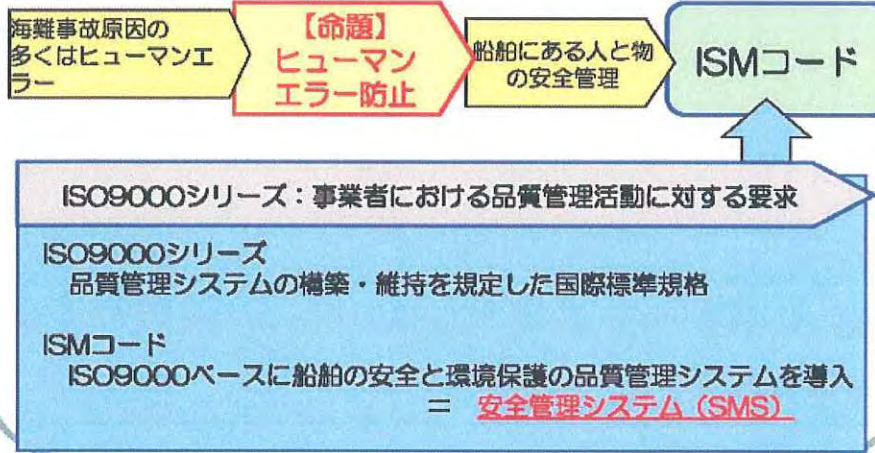 海難事故原因の
多くはヒューマンエ
ラー
【命題】
ヒューマン
エラー防止
船舶にある人と物
の安全管理
ISMコード
ISO9000シリーズ：事業者における品質管理活動に対する要求
ISO9000シリーズ
品質管理システムの構築・維持を規定した国際標準規格
ISMコード
ISO9000ベースに船舶の安全と環境保護の品質管理システムを導入
＝ 安全管理システム（SMS）